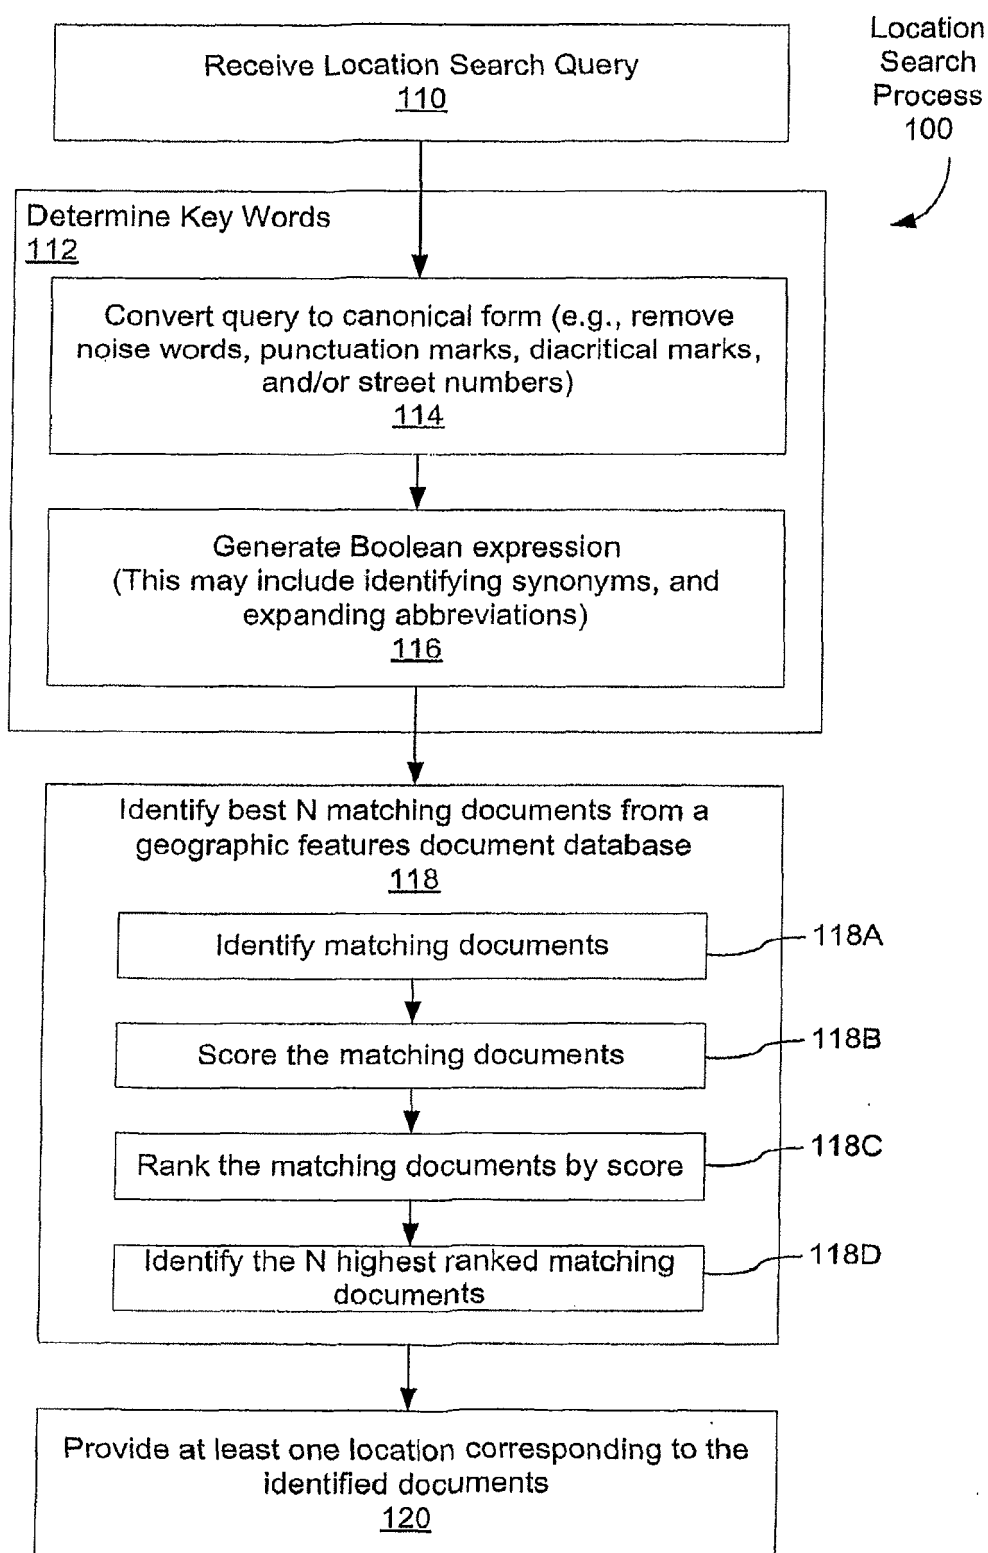 Location
Search
Process
100
Receive Location Search Query
110
Determine Key Words
112
Convert query to canonical form (e.g., remove
noise words, punctuation marks, diacritical marks,
and/or street numbers)
114
Generate Boolean expression
(This may include identifying synonyms, and
expanding abbreviations)
116
Identify best N matching documents from a
geographic features document database
118
Identify matching documents
118A
Score the matching documents
118B
Rank the matching documents by score
118C
Identify the N highest ranked matching
documents
118D
Provide at least one location corresponding to the
identified documents
120